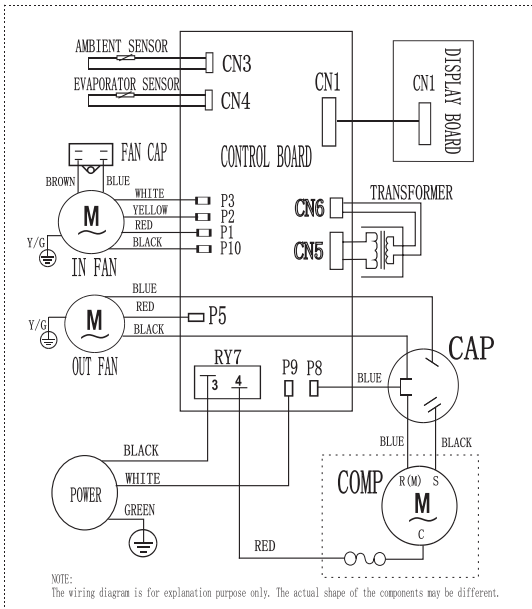 AMBIENT SENSOR
CN3
EVAPORATOR SENSOR
CN4
CN1
CN1
DISPLAY BOARD
CONTROL BOARD
FAN CAP
BROWN
BLUE
WHITE
P3
YELLOW
P2
RED
P1
BLACK
P10
M
Y/G
IN FAN
CN6
TRANSFORMER
CN5
BLUE
RED
P5
BLACK
M
Y/G
OUT FAN
CAP
RY7
3
4
P9
P8
BLUE
BLUE
BLACK
BLACK
WHITE
GREEN
POWER
COMP
R(M)
S
M
C
RED
NOTE:
The wiring diagram is for explanation purpose only. The actual shape of the components may be different.